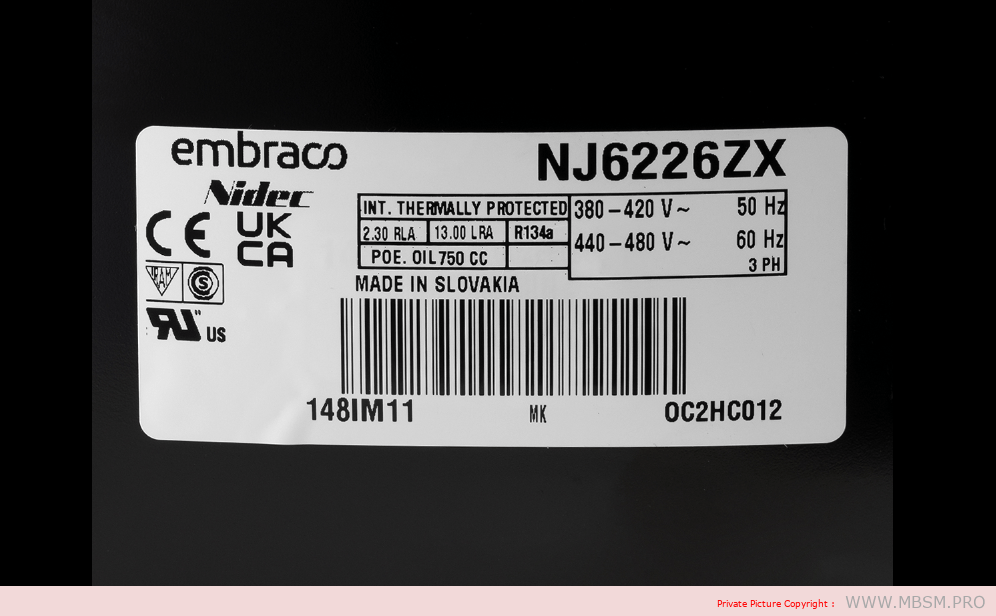 embraco
NJ6226ZX
Nidec
INT. THERMALLY PROTECTED
380-420 V~ 50 Hz
2.30 RLA 13.00 LRA R134a
440-480 V~ 60 Hz
POE. OIL 750 CC
3 PH
CE
UK
CA
IRAM
S
MADE IN SLOVAKIA
RU US
148IM11 MK OC2HC012
Private Picture Copyright : WWW.MBSM.PRO